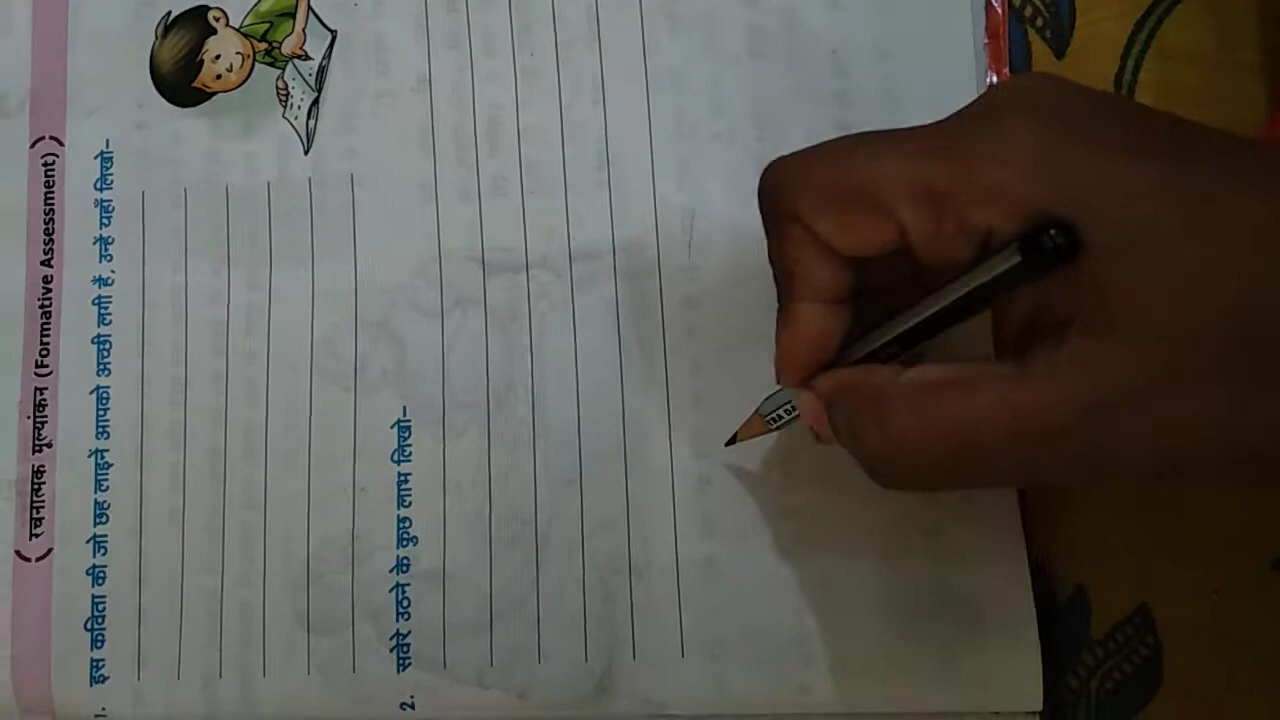 ( रचनात्मक मूल्यांकन (Formative Assessment) )
1. इस कविता की जो छह लाइनें आपको अच्छी लगी हैं, उन्हें यहाँ लिखो–
2. सवेरे उठने के कुछ लाभ लिखो–